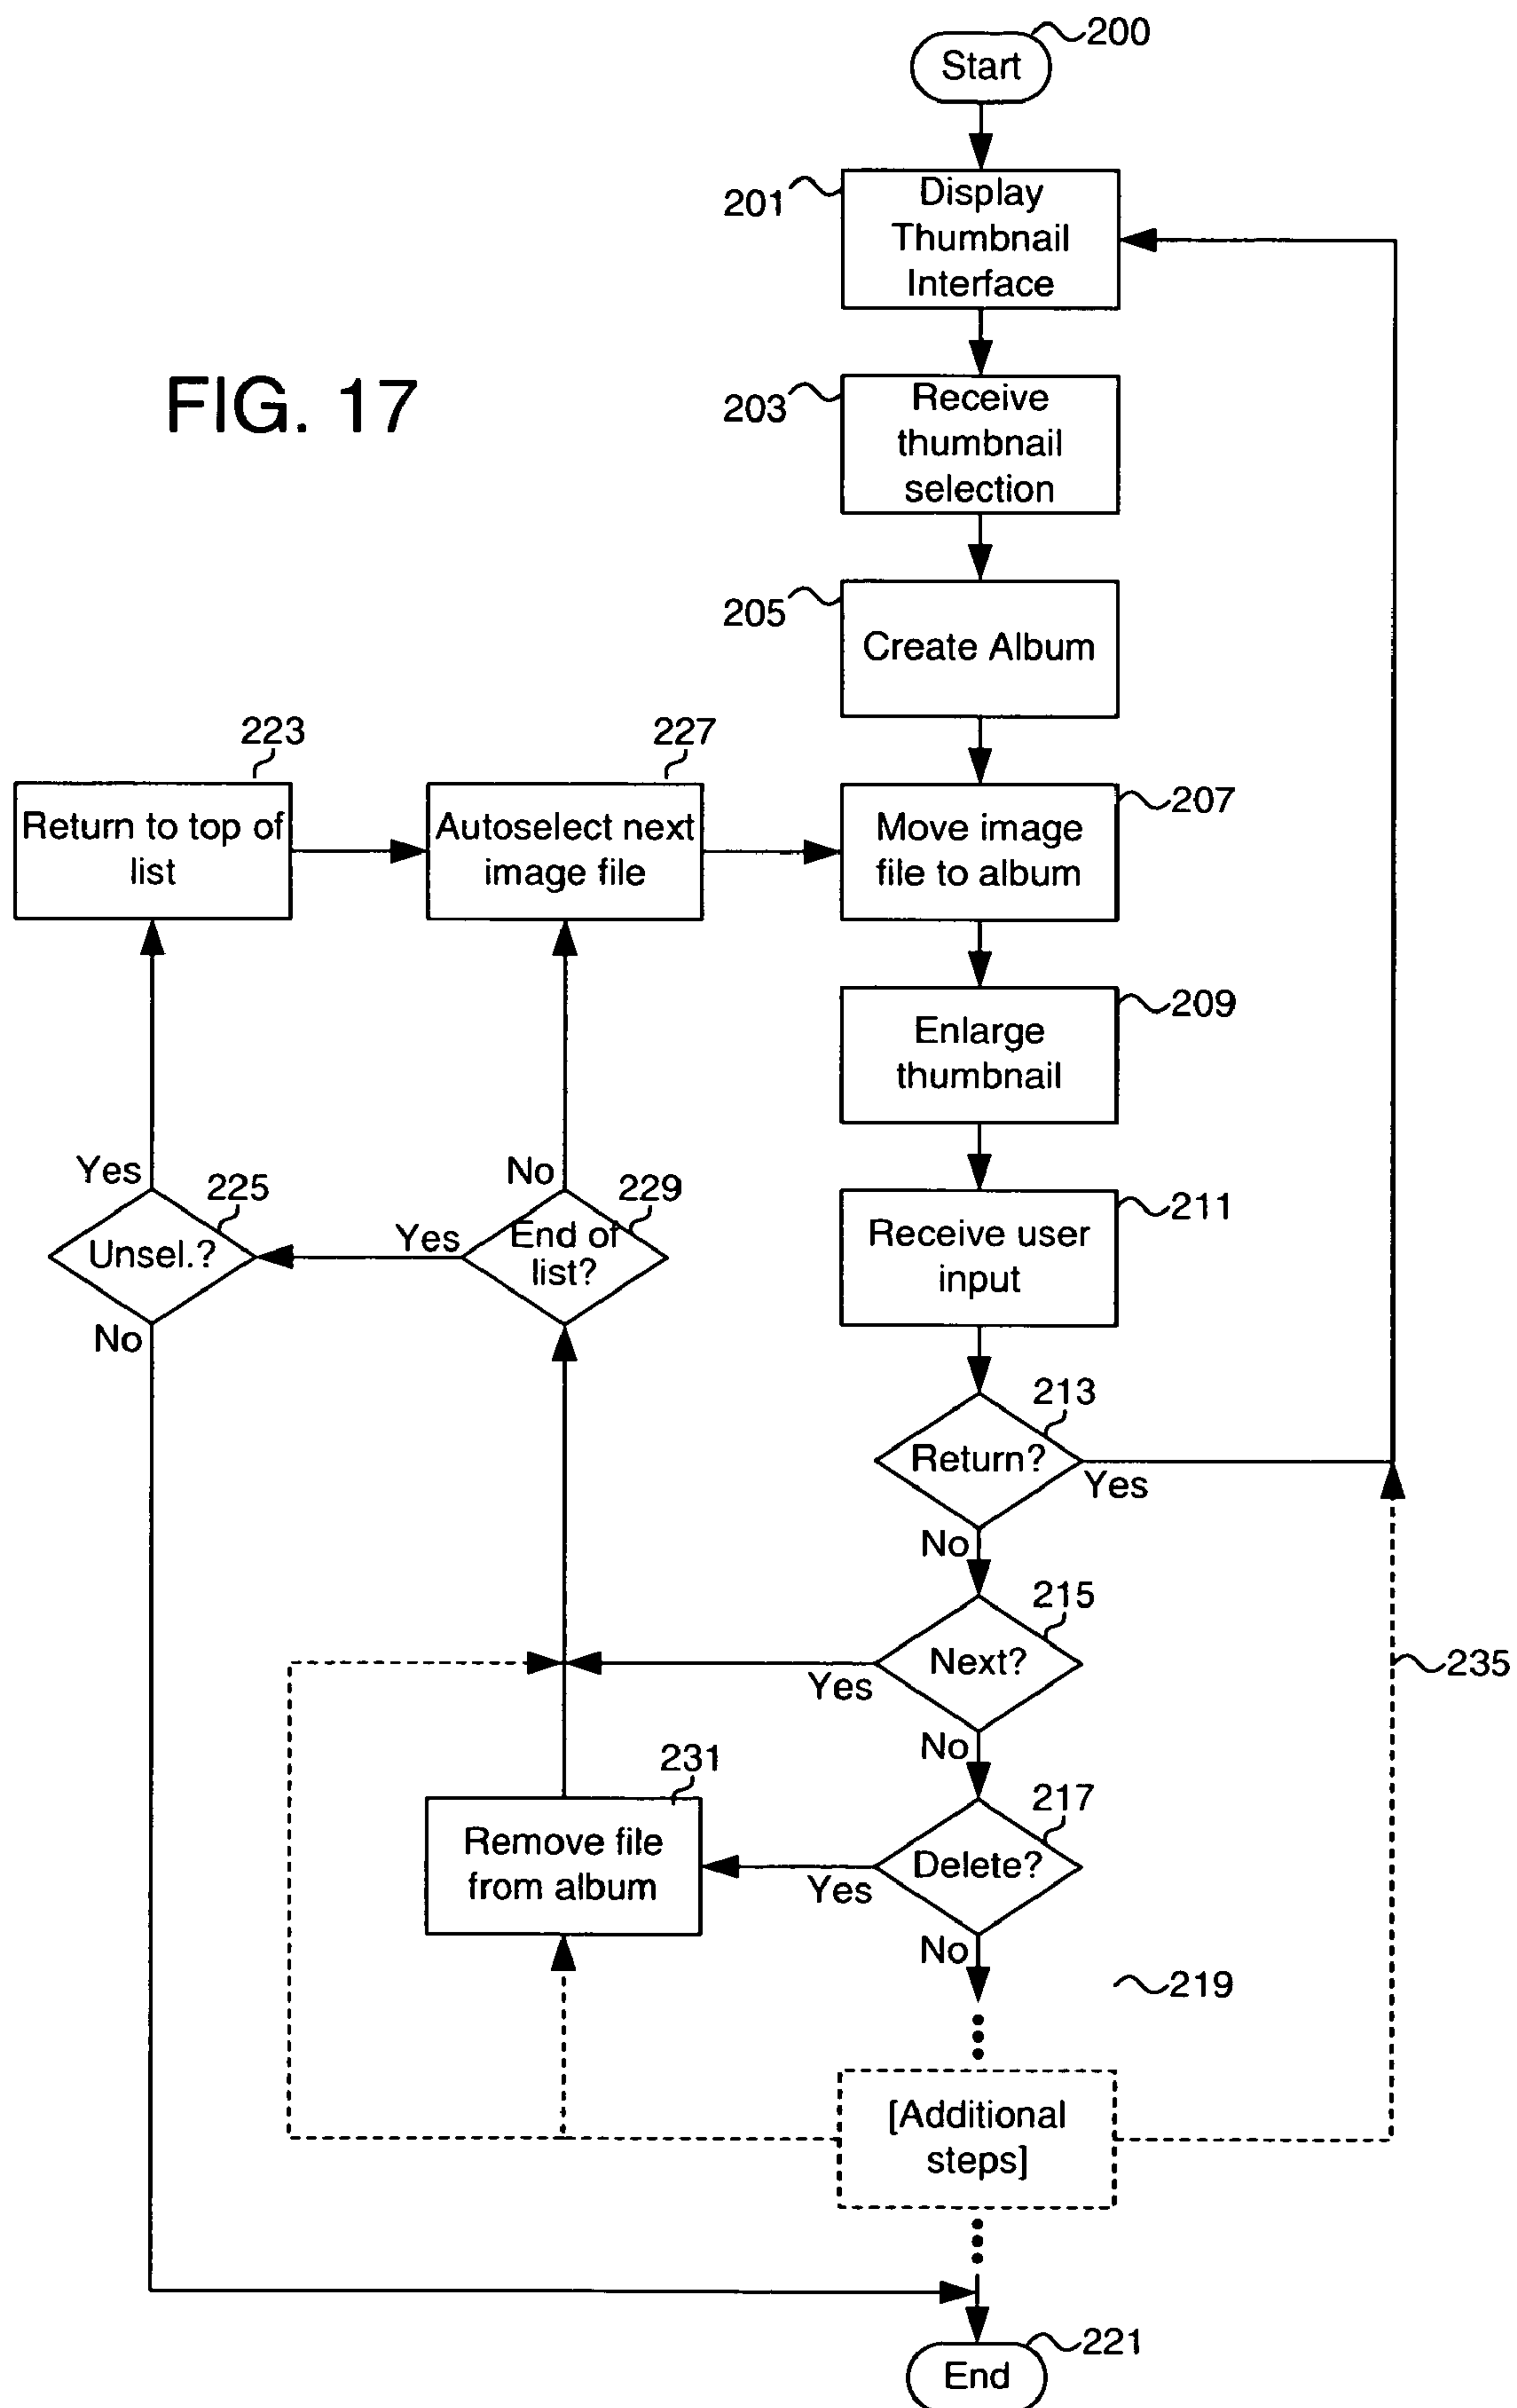 200
Start
201
Display
Thumbnail
Interface
FIG. 17
203
Receive
thumbnail
selection
205
Create Album
223
227
207
Return to top of
list
Autoselect next
image file
Move image
file to album
209
Enlarge
thumbnail
Yes
225
No
229
211
Unsel.?
Yes
End of
list?
Receive user
input
No
213
Return?
Yes
No
215
Next?
Yes
235
No
231
217
Remove file
from album
Delete?
Yes
No
219
[Additional
steps]
221
End